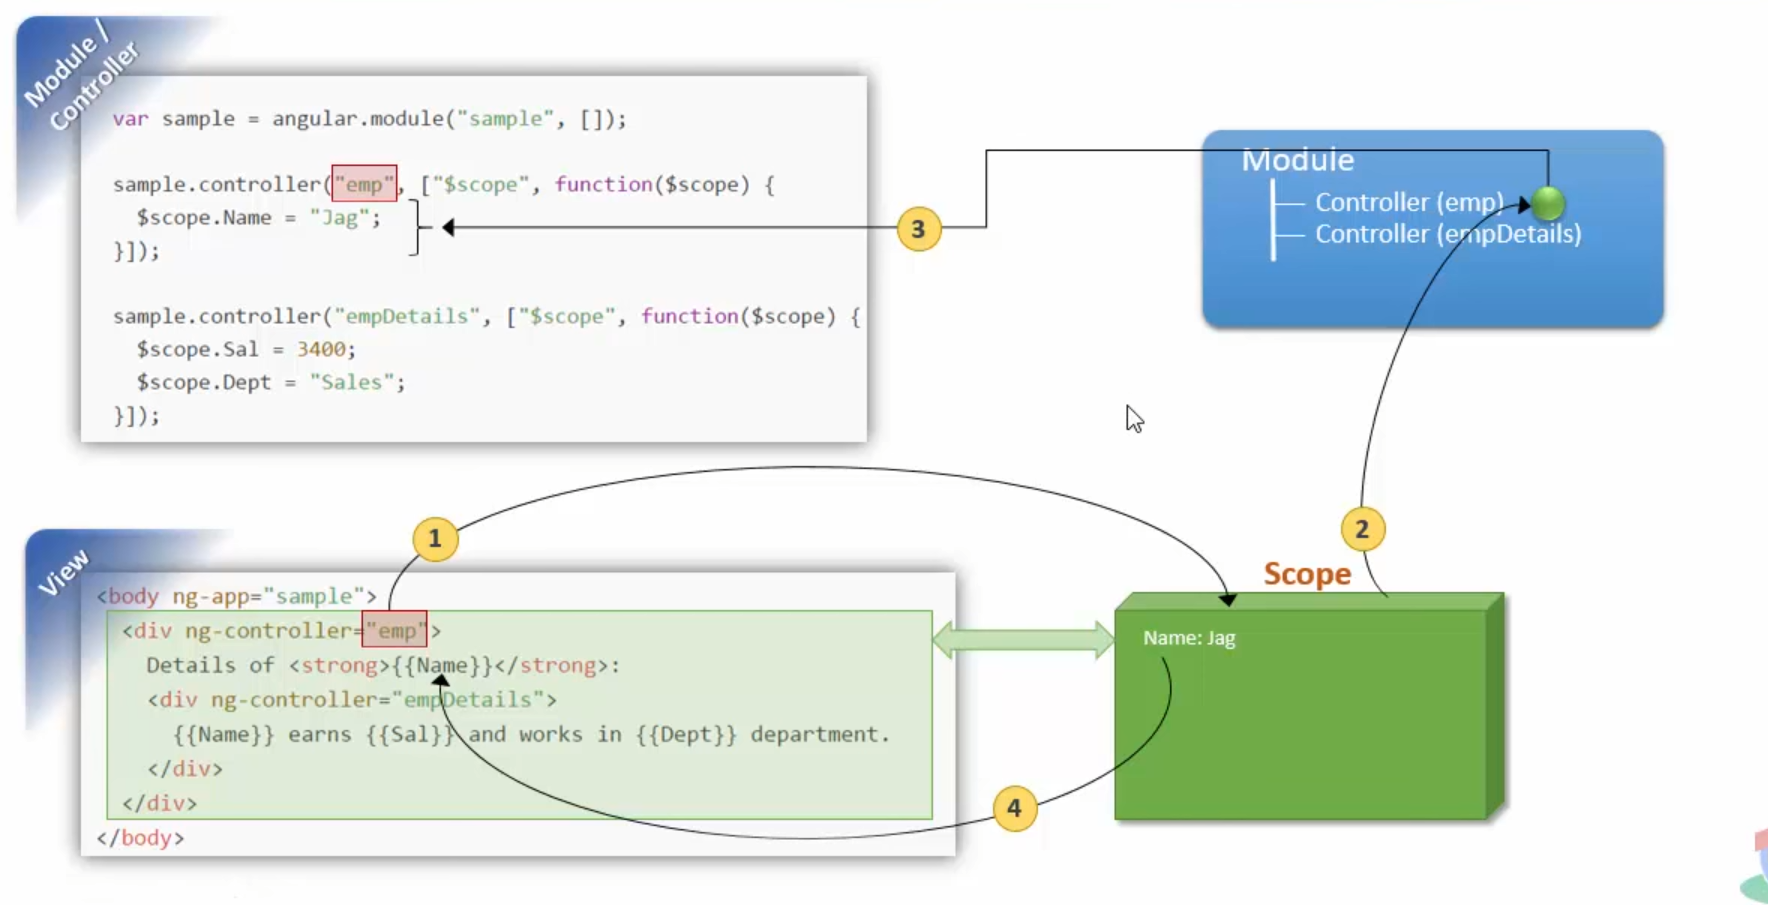 Module /
Controller
var sample = angular.module("sample", []);
sample.controller("emp", ["$scope", function($scope) {
$scope.Name = "Jag";
}]);
sample.controller("empDetails", ["$scope", function($scope) {
$scope.Sal = 3400;
$scope.Dept = "Sales";
}]);
3
Module
Controller (emp)
Controller (empDetails)
1
2
View
<body ng-app="sample">
<div ng-controller="emp">
Details of <strong>{{Name}}</strong>:
<div ng-controller="empDetails">
{{Name}} earns {{Sal}} and works in {{Dept}} department.
</div>
</div>
</body>
Scope
Name: Jag
4